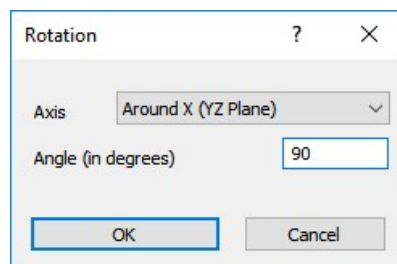 Rotation ?
Axis Around X (YZ Plane)
Angle (in degrees) 90
OK Cancel